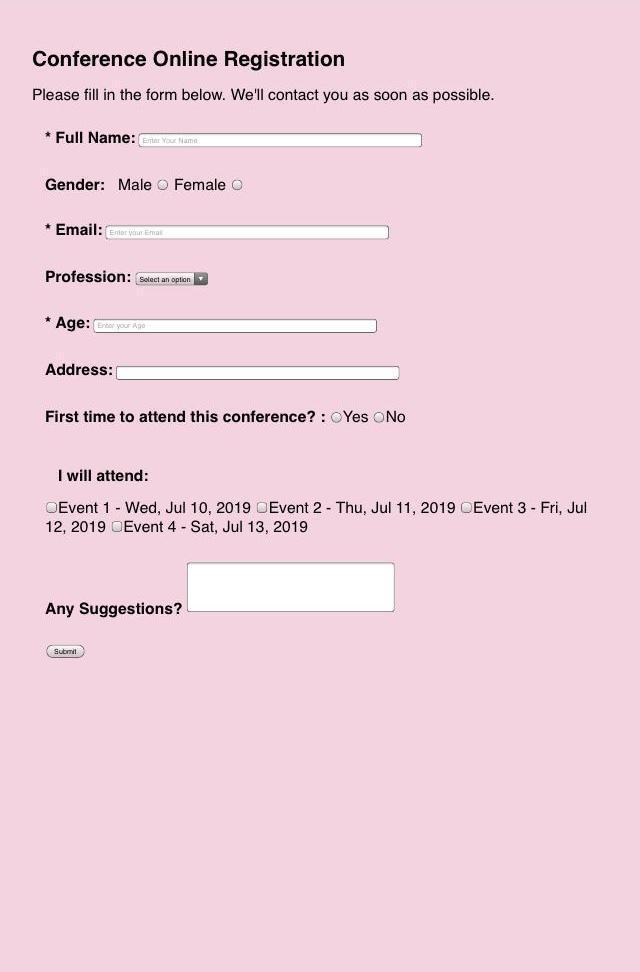 Conference Online Registration
Please fill in the form below. We'll contact you as soon as possible.
* Full Name: Enter Your Name
Gender: Male Female
* Email: Enter your Email
Profession: Select an option
* Age: Enter your Age
Address:
First time to attend this conference? : Yes No
I will attend:
Event 1 - Wed, Jul 10, 2019 Event 2 - Thu, Jul 11, 2019 Event 3 - Fri, Jul
12, 2019 Event 4 - Sat, Jul 13, 2019
Any Suggestions?
Submit